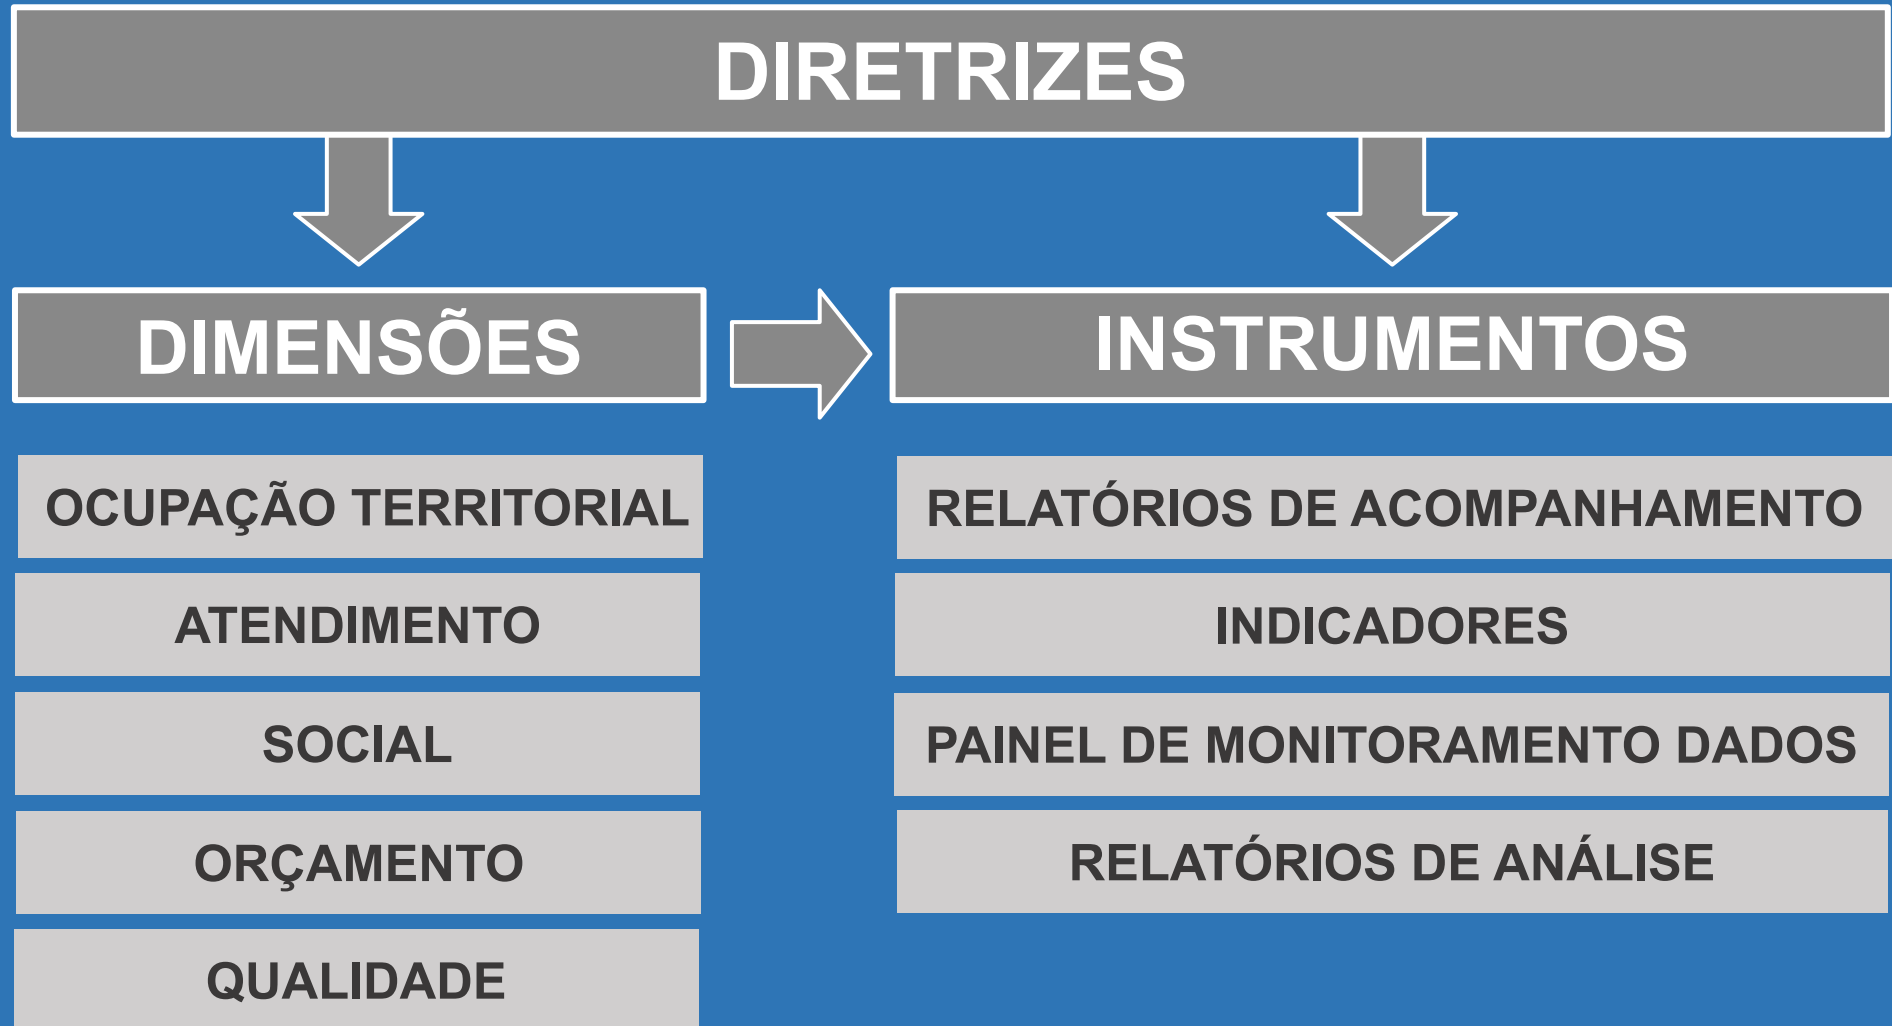 DIRETRIZES
DIMENSÕES
INSTRUMENTOS
OCUPAÇÃO TERRITORIAL
ATENDIMENTO
SOCIAL
ORÇAMENTO
QUALIDADE
RELATÓRIOS DE ACOMPANHAMENTO
INDICADORES
PAINEL DE MONITORAMENTO DADOS
RELATÓRIOS DE ANÁLISE